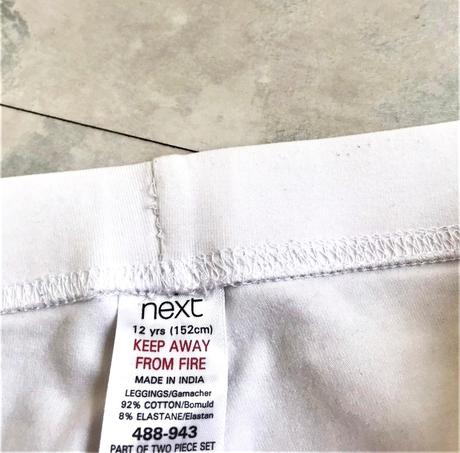 next
12 yrs (152cm)
KEEP AWAY
FROM FIRE
MADE IN INDIA
LEGGINGS/Gamacher
92% COTTON/Bomuld
8% ELASTANE/Elastan
488-943
PART OF TWO PIECE SET